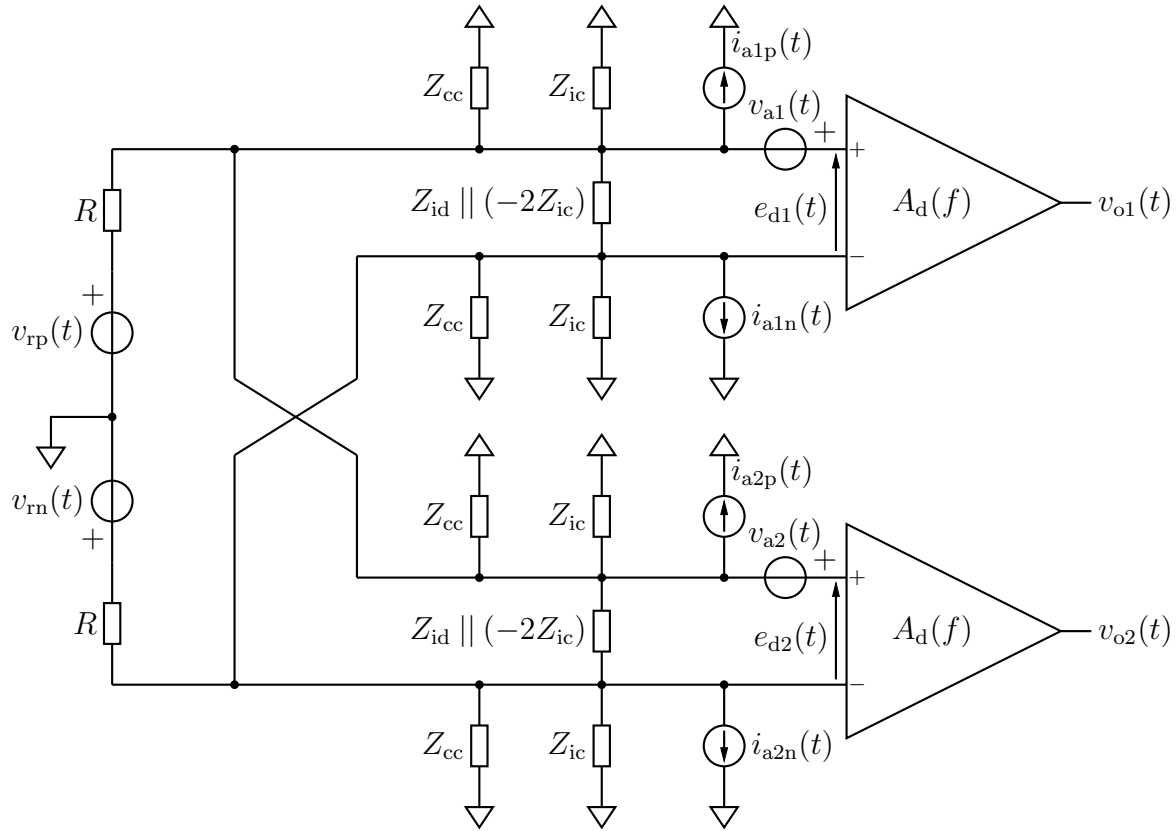 i_a1p(t)
Z_cc Z_ic
v_a1(t)
+
+
R
Z_id || (−2Z_ic)
e_d1(t)
A_d(f)
v_o1(t)
−
+
v_rp(t)
Z_cc Z_ic i_a1n(t)
v_rn(t)
+
i_a2p(t)
Z_cc Z_ic
v_a2(t)
+
+
R
Z_id || (−2Z_ic)
e_d2(t)
A_d(f)
v_o2(t)
−
Z_cc Z_ic i_a2n(t)